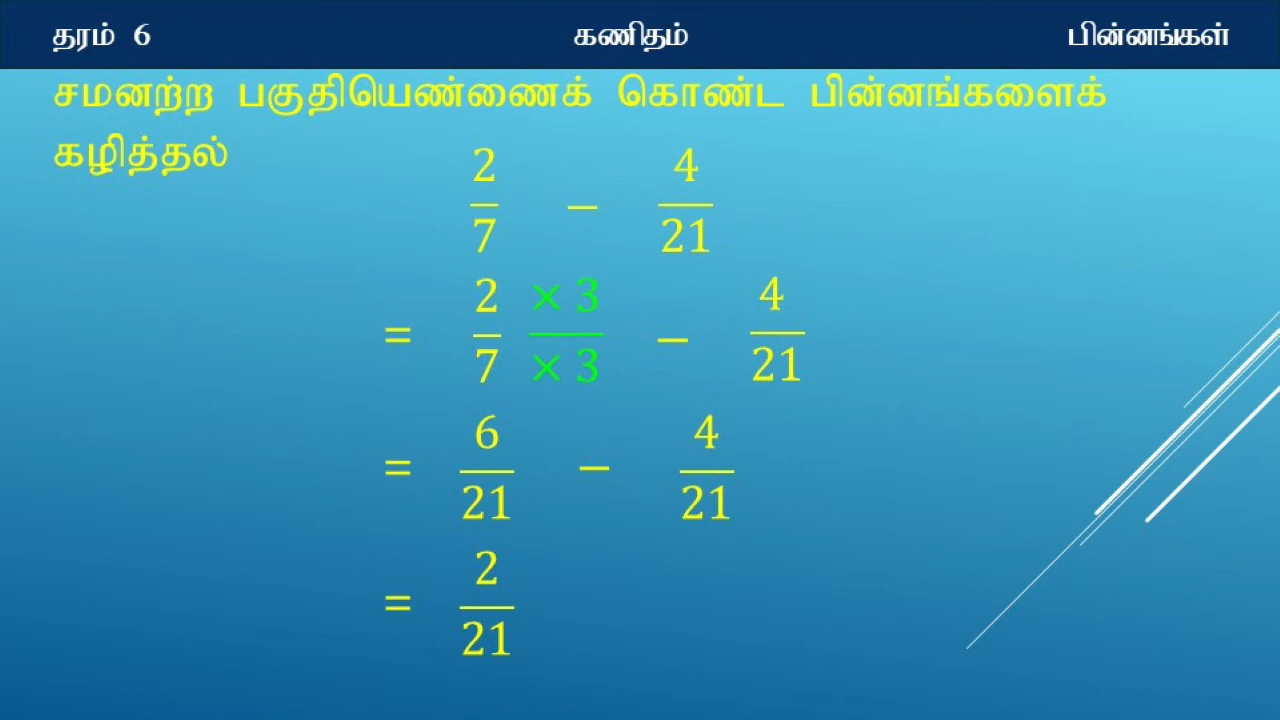 தரம் 6 கணிதம் பின்னங்கள்
சமனற்ற பகுதியெண்ணைக் கொண்ட பின்னங்களைக்
கழித்தல்
2/7 − 4/21
= 2/7 × 3/× 3 − 4/21
= 6/21 − 4/21
= 2/21